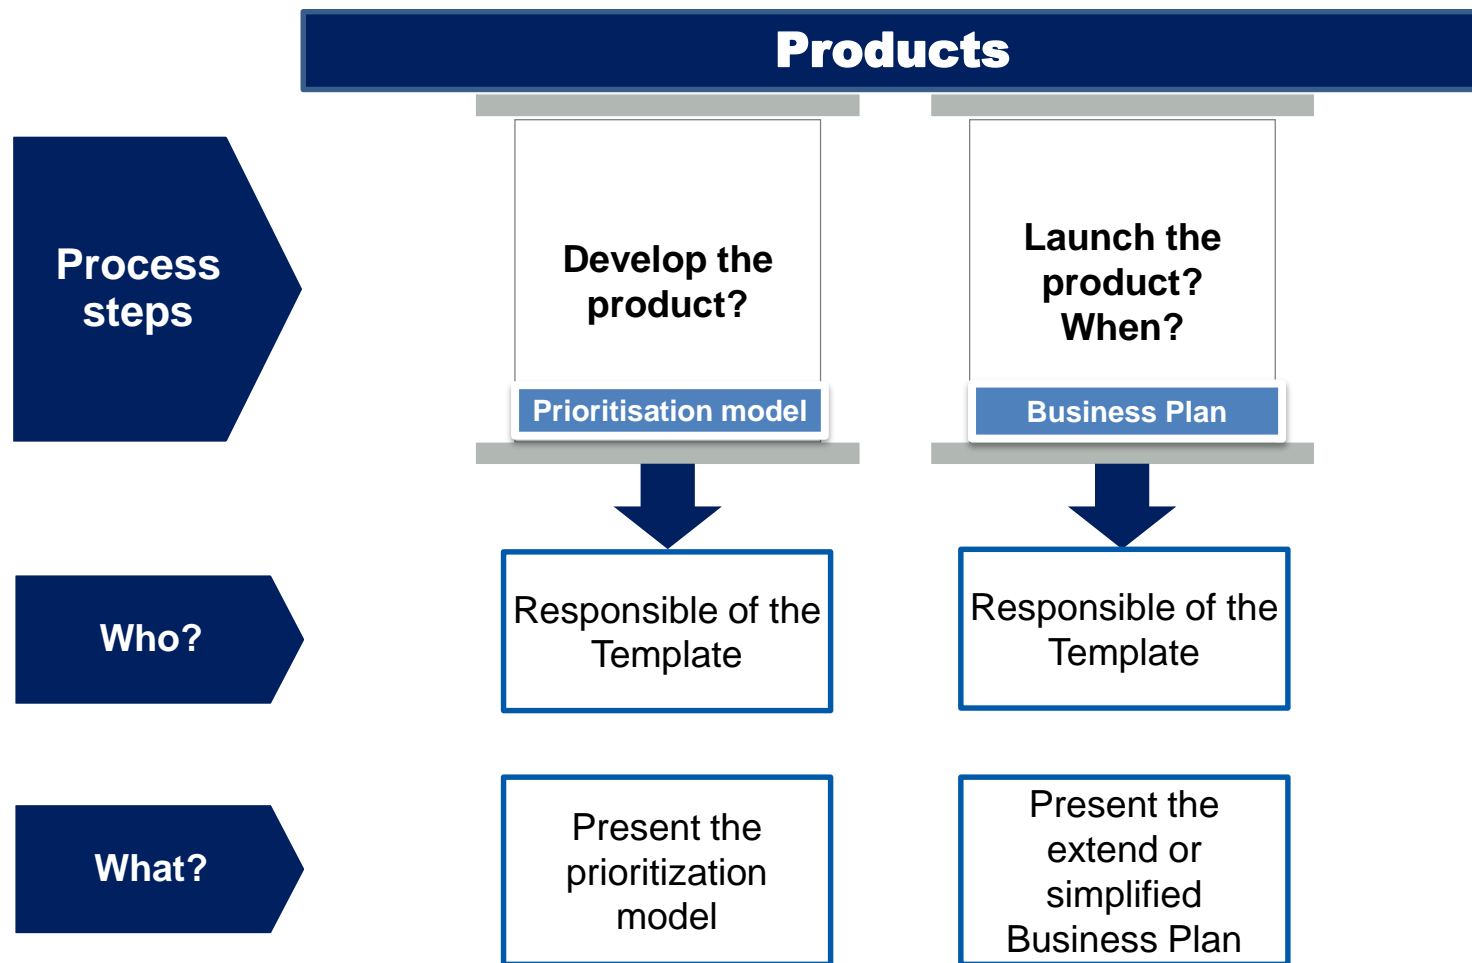 Products
Process
steps
Develop the
product?
Prioritisation model
Launch the
product?
When?
Business Plan
Who?
Responsible of the
Template
Responsible of the
Template
What?
Present the
prioritization
model
Present the
extend or
simplified
Business Plan